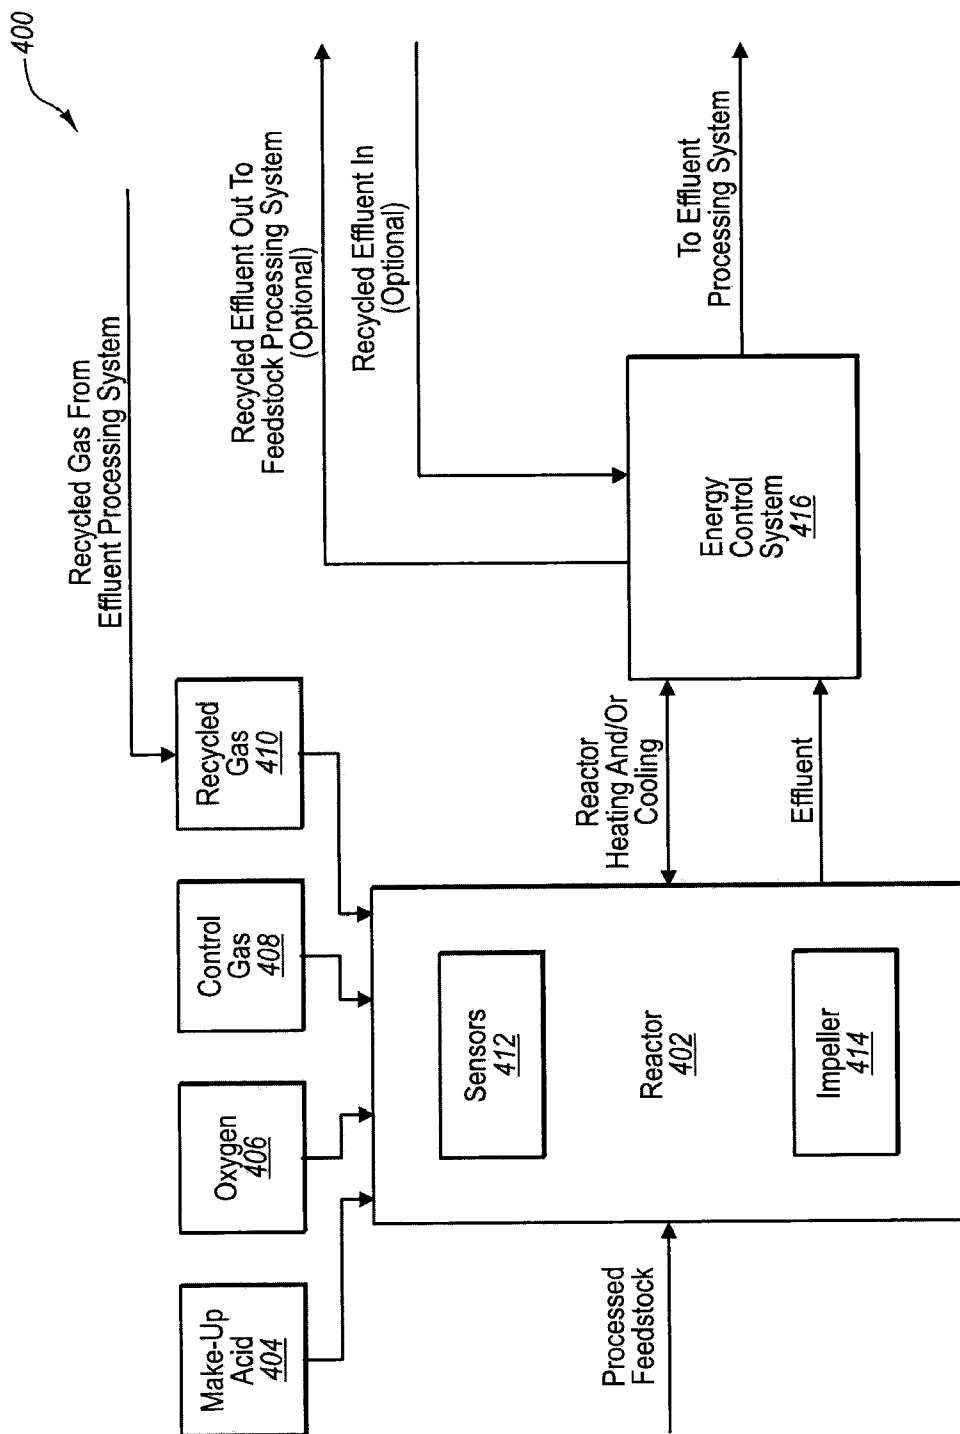 400
Recycled Gas From
Effluent Processing System
Recycled Effluent Out To
Feedstock Processing System
(Optional)
Recycled Effluent In
(Optional)
To Effluent
Processing System
Make-Up
Acid
404
Oxygen
406
Control
Gas
408
Recycled
Gas
410
Processed
Feedstock
Sensors
412
Reactor
402
Impeller
414
Reactor
Heating And/Or
Cooling
Effluent
Energy
Control
System
416